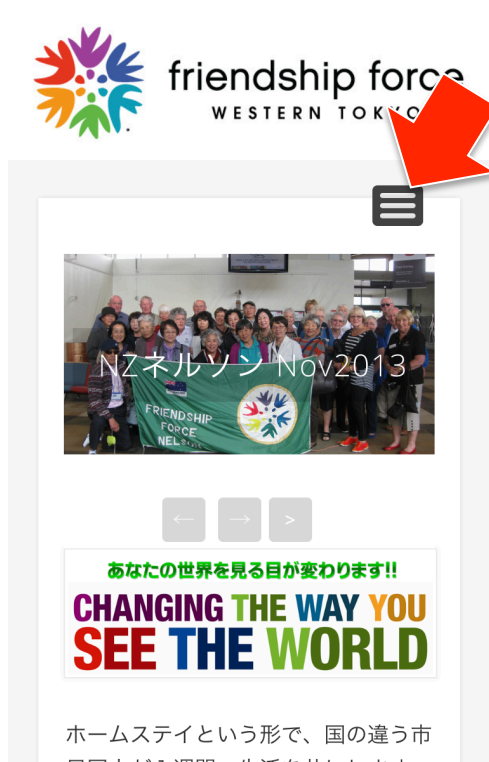 friendship force
WESTERN TOKYO
NZネルソン Nov2013
FRIENDSHIP
FORCE
NELSON
← → >
あなたの世界を見る目が変わります!!
CHANGING THE WAY YOU
SEE THE WORLD
ホームステイという形で、国の違う市